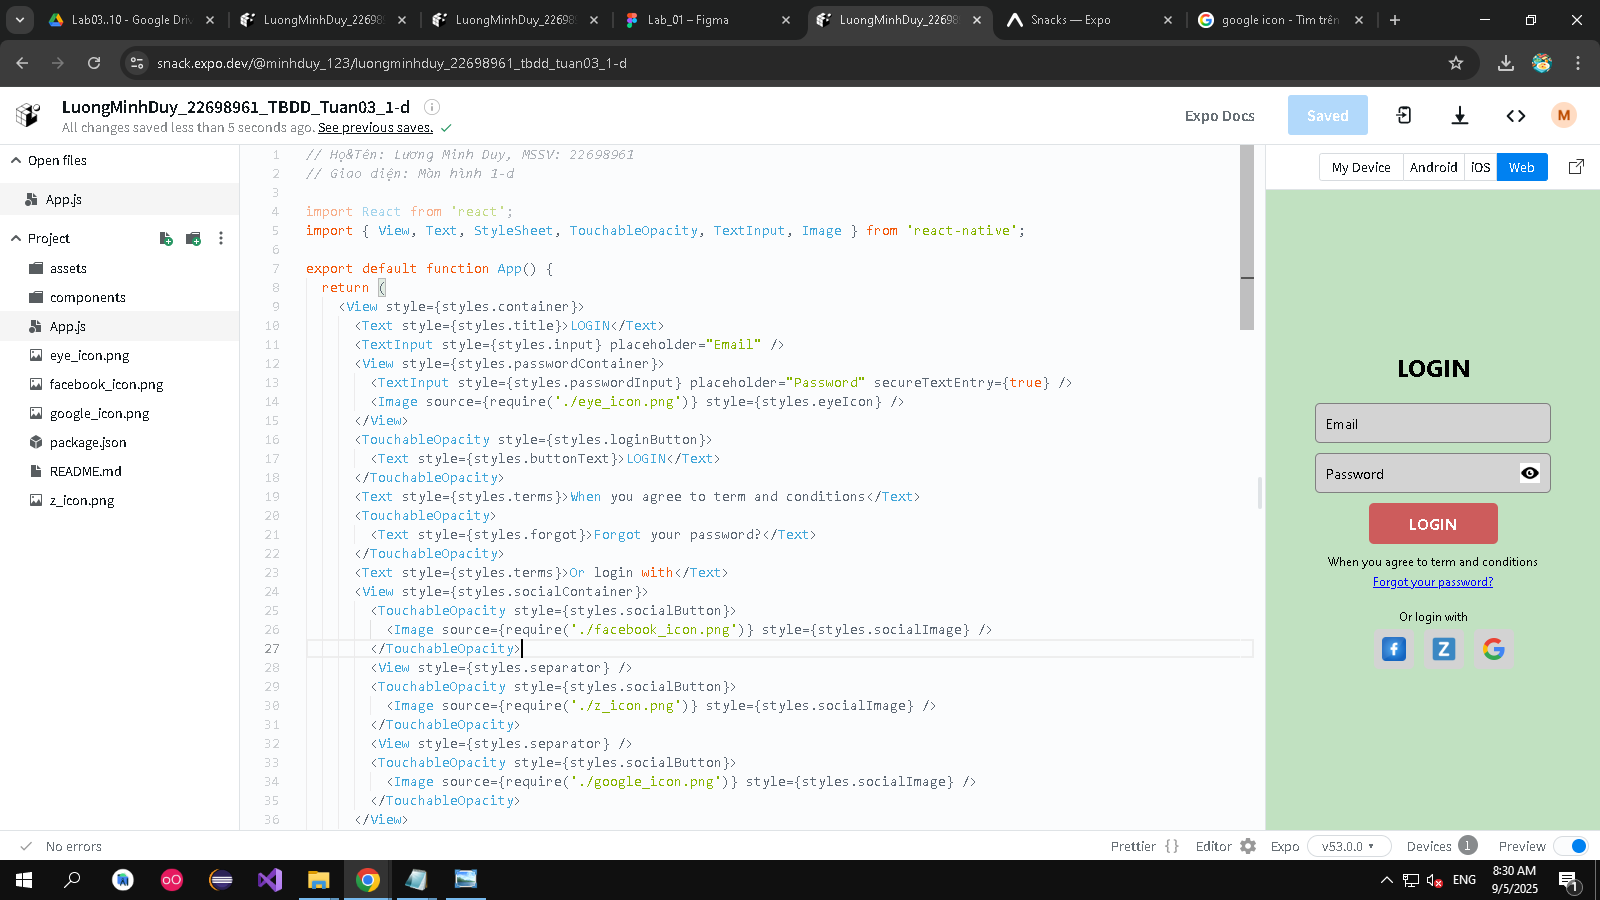 Lab03..10 - Google Driv
LuongMinhDuy_22698
LuongMinhDuy_22698
Lab_01 – Figma
LuongMinhDuy_22698
Snacks — Expo
google icon - Tìm trên
snack.expo.dev/@minhduy_123/luongminhduy_22698961_tbdd_tuan03_1-d
LuongMinhDuy_22698961_TBDD_Tuan03_1-d
All changes saved less than 5 seconds ago. See previous saves.
Expo Docs
Saved
M
Open files
App.js
Project
assets
components
App.js
eye_icon.png
facebook_icon.png
google_icon.png
package.json
README.md
z_icon.png
1 // Họ&Tên: Lương Minh Duy, MSSV: 22698961
2 // Giao diện: Màn hình 1-d
3
4 import React from 'react';
5 import { View, Text, StyleSheet, TouchableOpacity, TextInput, Image } from 'react-native';
6
7 export default function App() {
8 return (
9 <View style={styles.container}>
10 <Text style={styles.title}>LOGIN</Text>
11 <TextInput style={styles.input} placeholder="Email" />
12 <View style={styles.passwordContainer}>
13 <TextInput style={styles.passwordInput} placeholder="Password" secureTextEntry={true} />
14 <Image source={require('./eye_icon.png')} style={styles.eyeIcon} />
15 </View>
16 <TouchableOpacity style={styles.loginButton}>
17 <Text style={styles.buttonText}>LOGIN</Text>
18 </TouchableOpacity>
19 <Text style={styles.terms}>When you agree to term and conditions</Text>
20 <TouchableOpacity>
21 <Text style={styles.forgot}>Forgot your password?</Text>
22 </TouchableOpacity>
23 <Text style={styles.terms}>Or login with</Text>
24 <View style={styles.socialContainer}>
25 <TouchableOpacity style={styles.socialButton}>
26 <Image source={require('./facebook_icon.png')} style={styles.socialImage} />
27 </TouchableOpacity>
28 <View style={styles.separator} />
29 <TouchableOpacity style={styles.socialButton}>
30 <Image source={require('./z_icon.png')} style={styles.socialImage} />
31 </TouchableOpacity>
32 <View style={styles.separator} />
33 <TouchableOpacity style={styles.socialButton}>
34 <Image source={require('./google_icon.png')} style={styles.socialImage} />
35 </TouchableOpacity>
36 </View>
My Device
Android
iOS
Web
LOGIN
Email
Password
LOGIN
When you agree to term and conditions
Forgot your password?
Or login with
f
Z
G
No errors
Prettier {}
Editor
Expo
v53.0.0
Devices
1
Preview
ENG
8:30 AM
9/5/2025
1